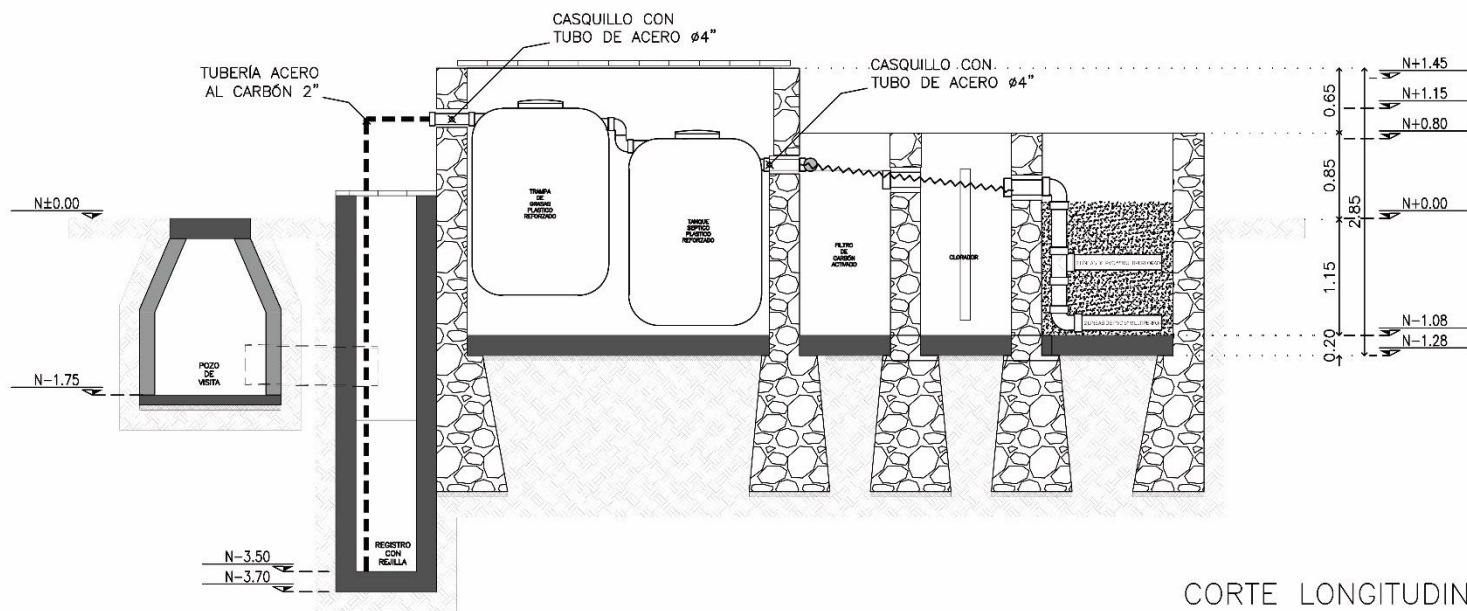 CASQUILLO CON
TUBO DE ACERO ø4"
TUBERÍA ACERO
AL CARBÓN 2"
CASQUILLO CON
TUBO DE ACERO ø4"
N+1.45
N+1.15
N+0.80
N+0.00
N-1.08
N-1.28
0.65
0.85
2.85
1.15
0.20
N±0.00
N-1.75
POZO
DE
VISITA
TRAMPA
DE
GRASAS
PLASTICO
REFORZADO
TANQUE
SEPTICO
PLASTICO
REFORZADO
FILTRO
DE
CARBÓN
ACTIVADO
CLORADOR
REGISTRO
CON
REJILLA
N-3.50
N-3.70
CORTE LONGITUDIN